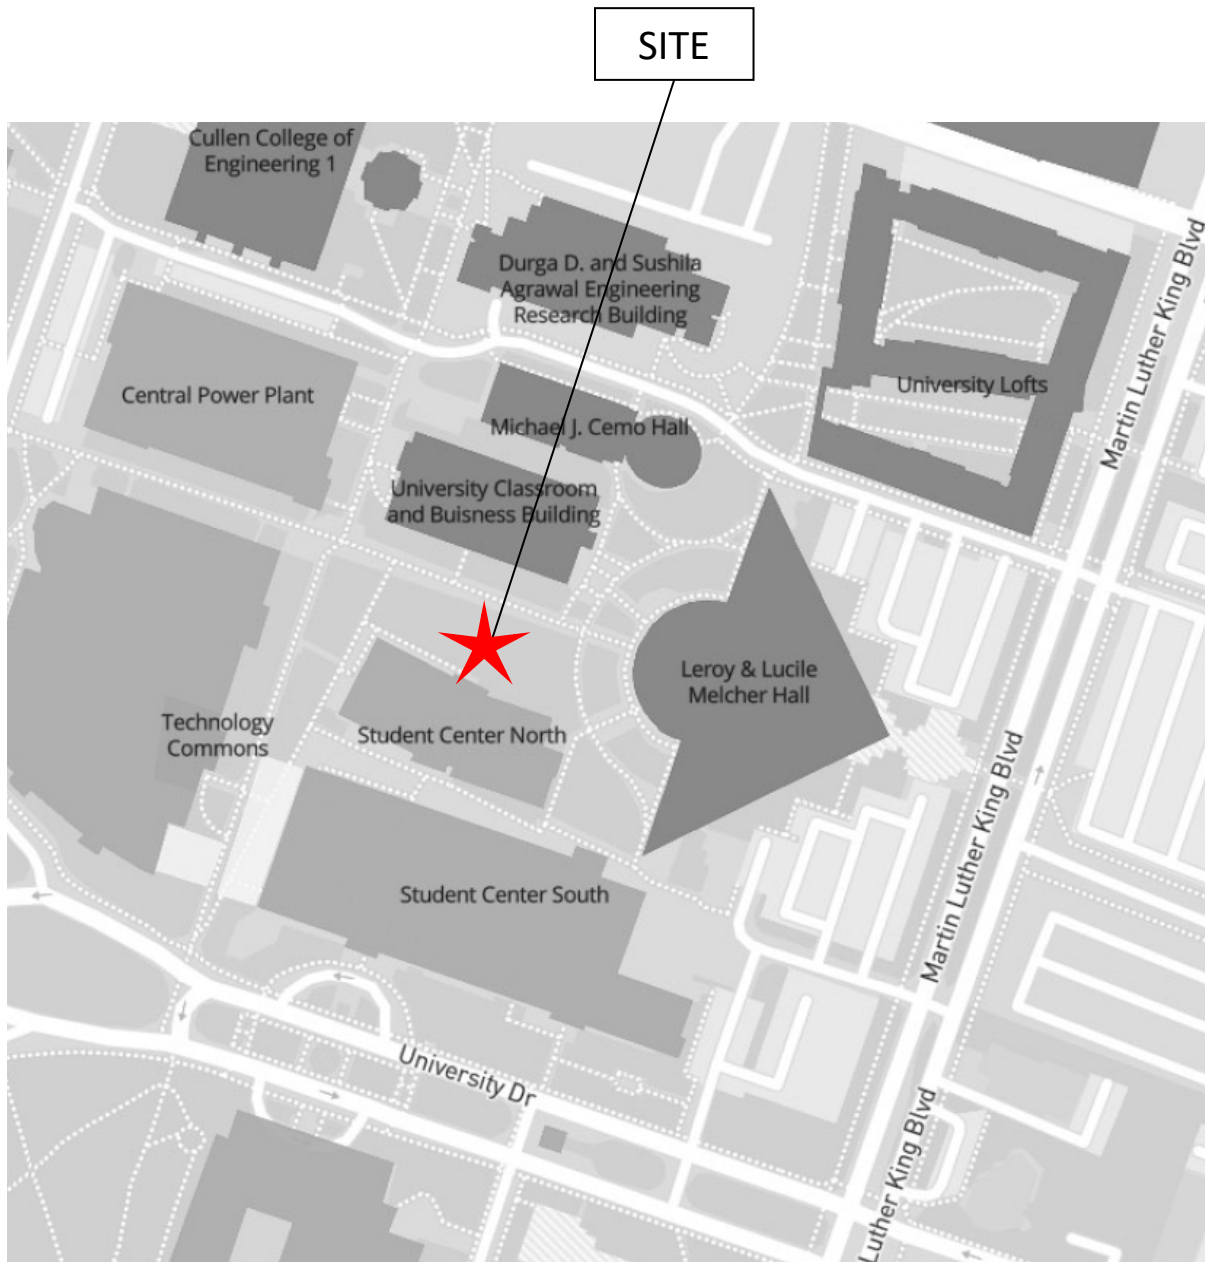 SITE
Cullen College of
Engineering 1
Durga D. and Sushila
Agrawal Engineering
Research Building
Martin Luther King Blvd
Central Power Plant
University Lofts
Michael J. Cemo Hall
University Classroom
and Buisness Building
Leroy & Lucile
Melcher Hall
Technology
Commons
Student Center North
Martin Luther King Blvd
Student Center South
University Dr
Luther King Blvd